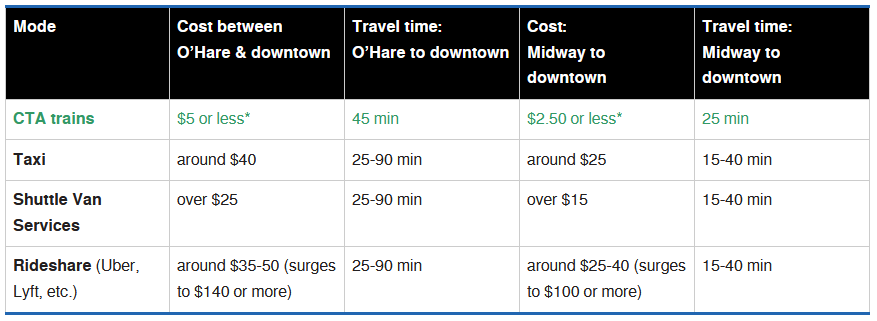 Mode
Cost between
O’Hare & downtown
Travel time:
O’Hare to downtown
Cost:
Midway to
downtown
Travel time:
Midway to
downtown
CTA trains
$5 or less*
45 min
$2.50 or less*
25 min
Taxi
around $40
25-90 min
around $25
15-40 min
Shuttle Van
Services
over $25
25-90 min
over $15
15-40 min
Rideshare (Uber,
Lyft, etc.)
around $35-50 (surges
to $140 or more)
25-90 min
around $25-40 (surges
to $100 or more)
15-40 min